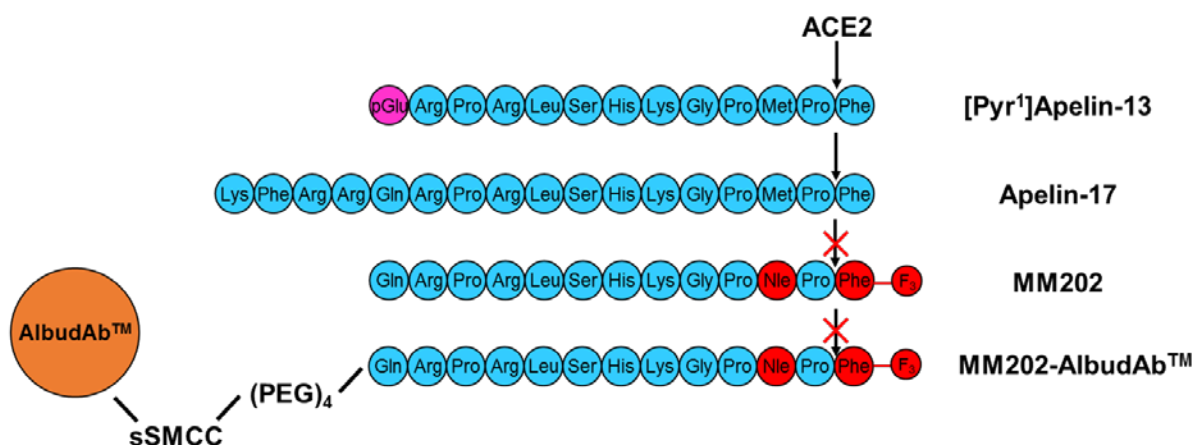 ACE2
pGlu Arg Pro Arg Leu Ser His Lys Gly Pro Met Pro Phe [Pyr¹]Apelin-13
Lys Phe Arg Arg Gln Arg Pro Arg Leu Ser His Lys Gly Pro Met Pro Phe Apelin-17
Gln Arg Pro Arg Leu Ser His Lys Gly Pro Nle Pro Phe F₃ MM202
AlbudAb™
Gln Arg Pro Arg Leu Ser His Lys Gly Pro Nle Pro Phe F₃ MM202-AlbudAb™
(PEG)₄
sSMCC